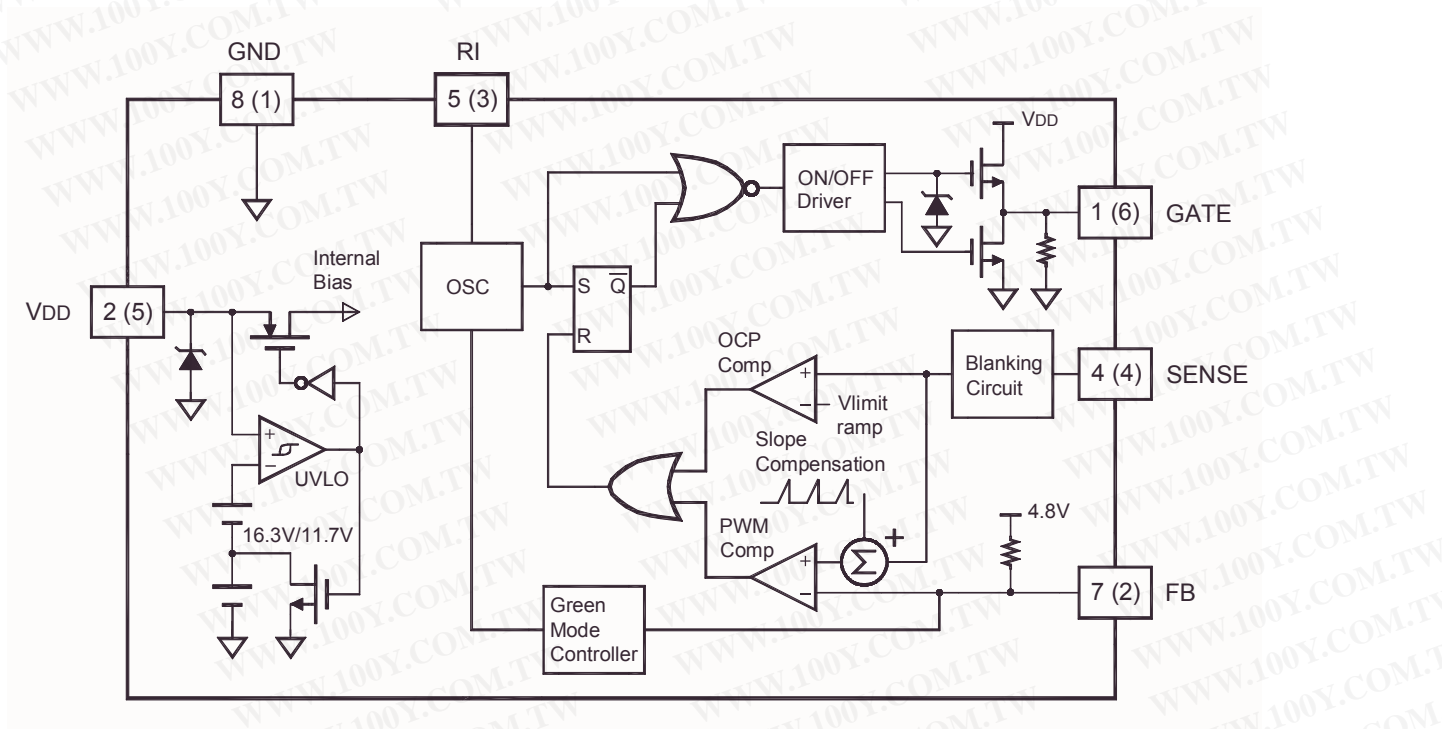 GND
8 (1)
RI
5 (3)
VDD
ON/OFF
Driver
1 (6)
GATE
Internal
Bias
OSC
S
Q̅
R
VDD
2 (5)
OCP
Comp
+
−
Vlimit
ramp
Blanking
Circuit
4 (4)
SENSE
+
−
UVLO
16.3V/11.7V
Slope
Compensation
PWM
Comp
+
−
Σ
+
4.8V
7 (2)
FB
Green
Mode
Controller
WWW.100Y.COM.TW